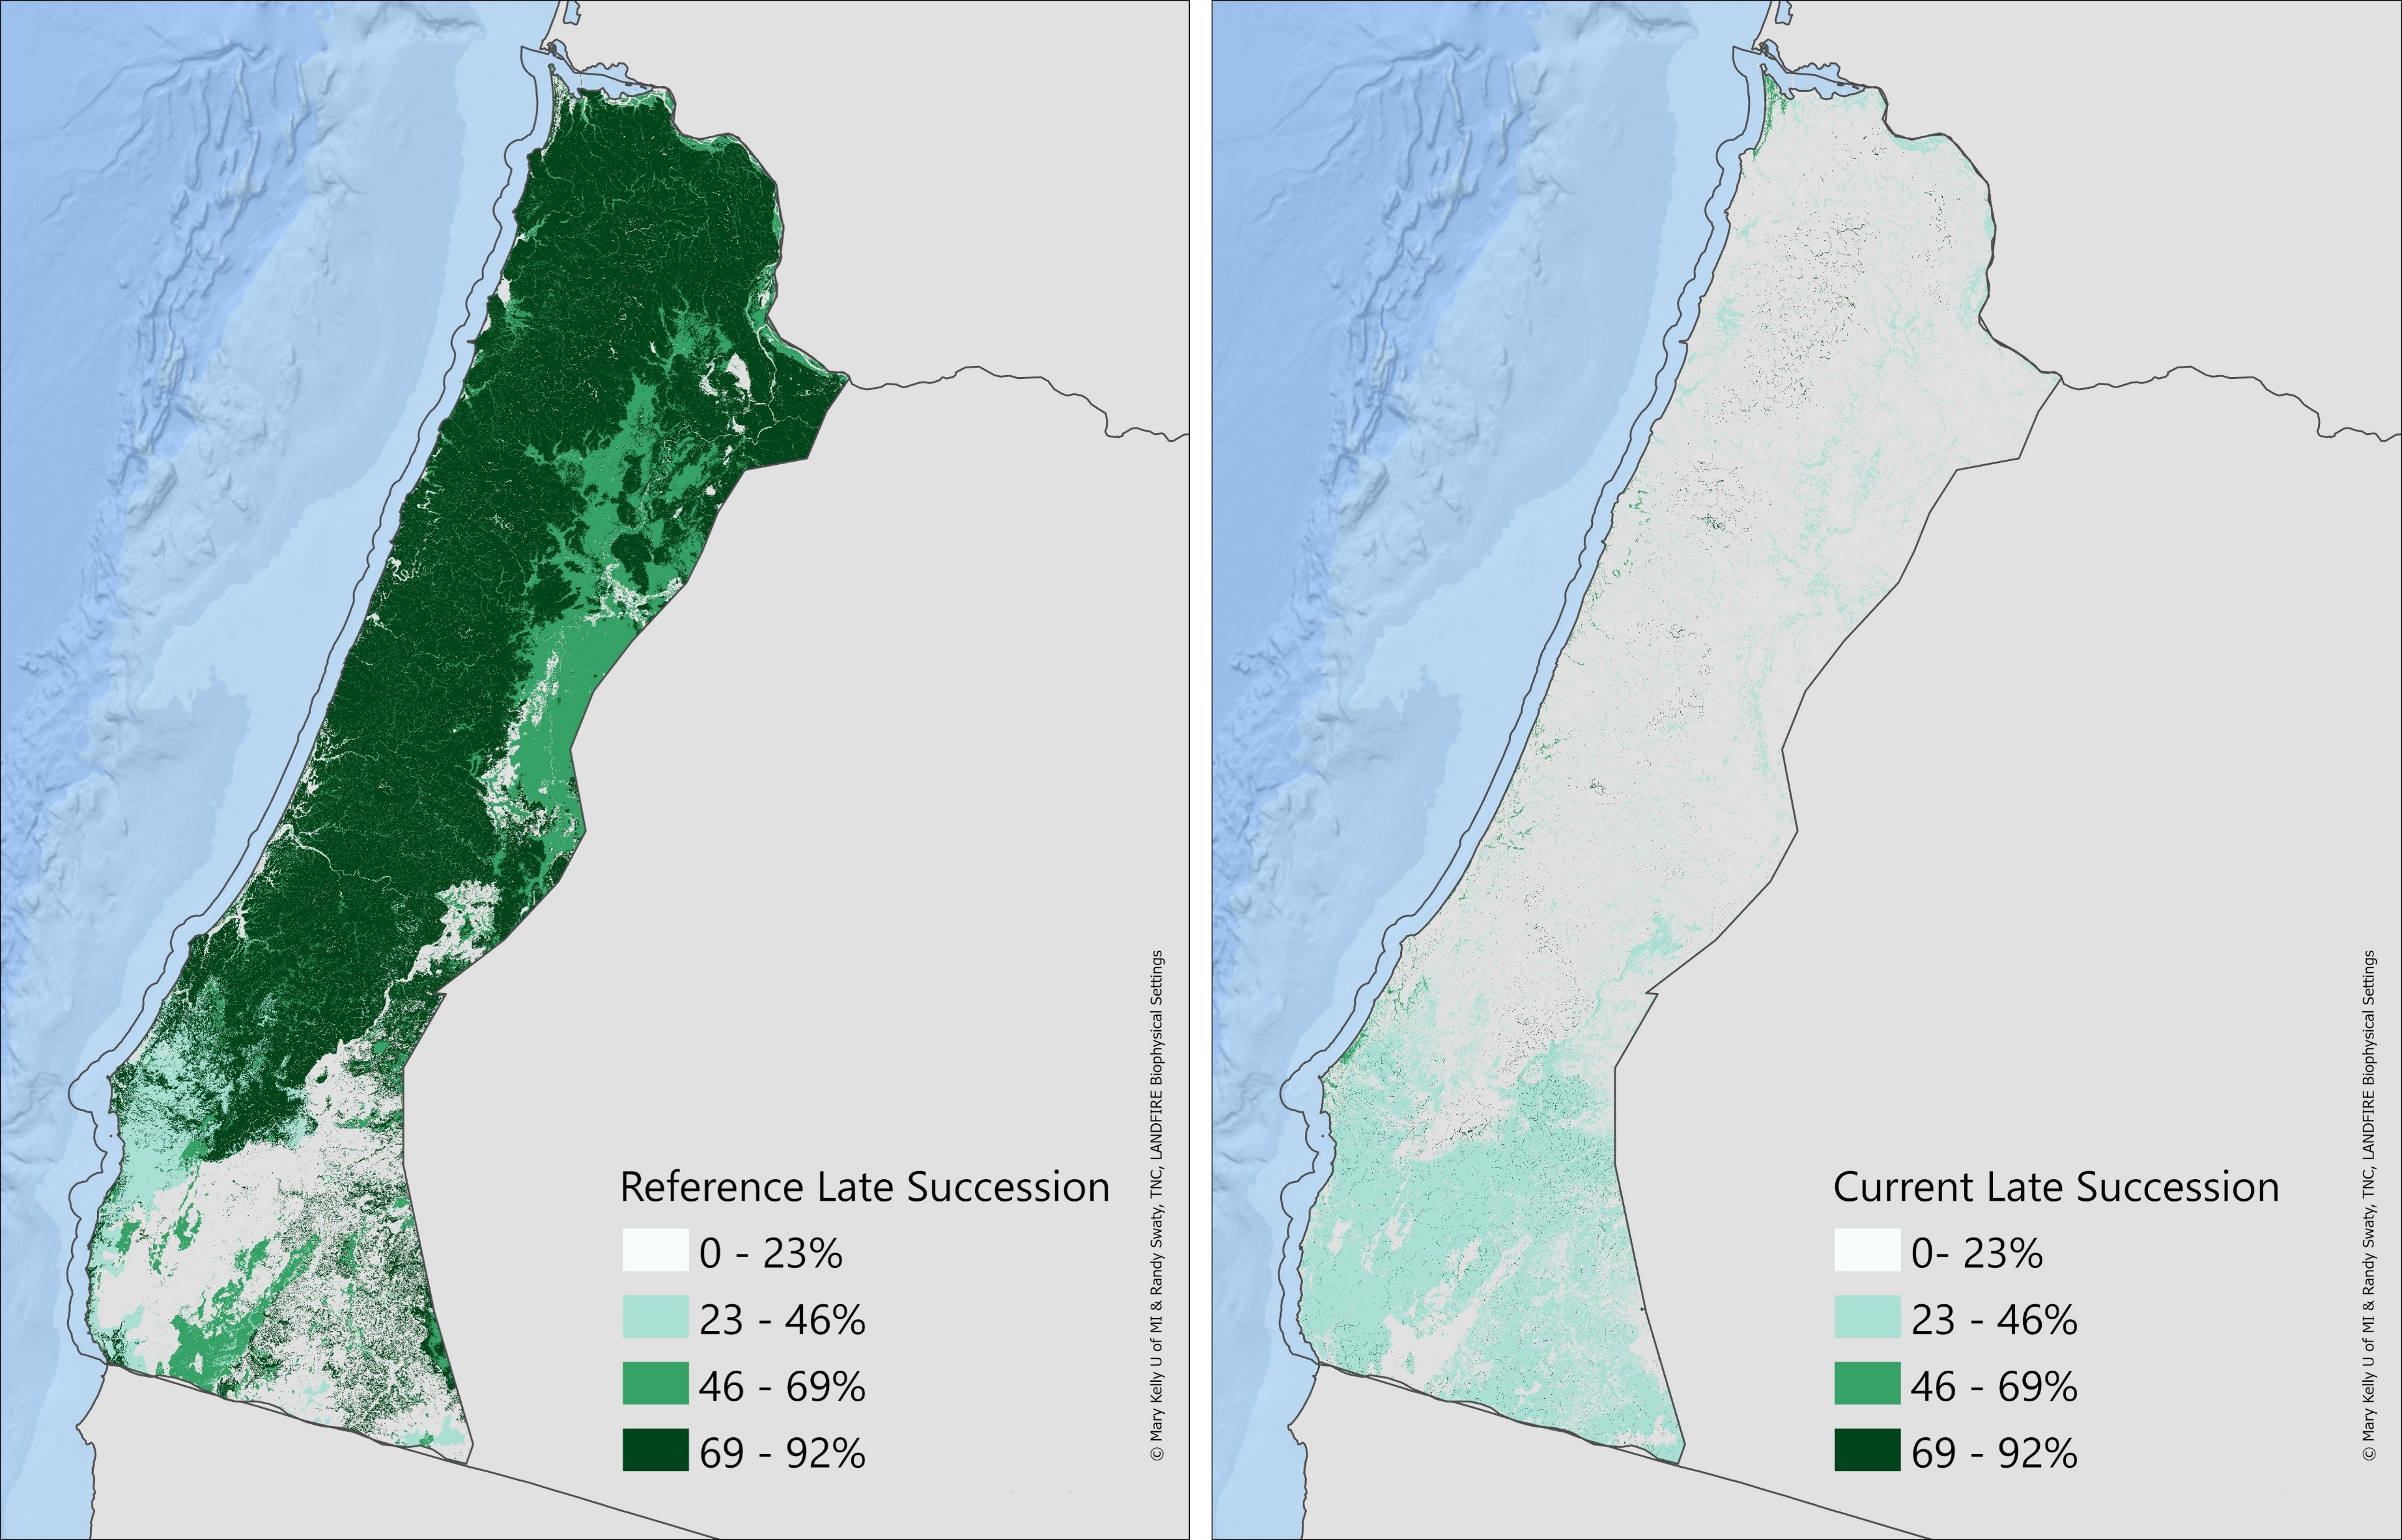 Reference Late Succession
0 - 23%
23 - 46%
46 - 69%
69 - 92%
© Mary Kelly U of MI & Randy Swaty, TNC, LANDFIRE Biophysical Settings
Current Late Succession
0- 23%
23 - 46%
46 - 69%
69 - 92%
© Mary Kelly U of MI & Randy Swaty, TNC, LANDFIRE Biophysical Settings